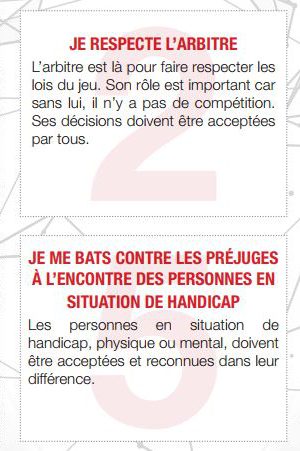 2
JE RESPECTE L'ARBITRE
L'arbitre est là pour faire respecter les
lois du jeu. Son rôle est important car
sans lui, il n'y a pas de compétition.
Ses décisions doivent être acceptées
par tous.
5
JE ME BATS CONTRE LES PRÉJUGES
À L'ENCONTRE DES PERSONNES EN
SITUATION DE HANDICAP
Les personnes en situation de
handicap, physique ou mental, doivent
être acceptées et reconnues dans leur
différence.